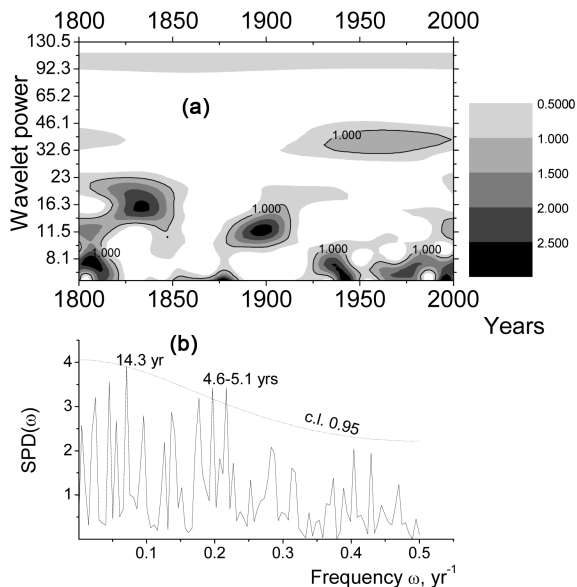 1800 1850 1900 1950 2000
130.5
92.3
65.2
46.1
32.6
23
16.3
11.5
8.1
Wavelet power
(a)
1.000
1.000
1.000
1.000
1.000
0.5000
1.000
1.500
2.000
2.500
1800 1850 1900 1950 2000
Years
(b)
14.3 yr
4.6-5.1 yrs
c.l. 0.95
4
3
2
1
SPD(ω)
0.1 0.2 0.3 0.4 0.5
Frequency ω, yr⁻¹